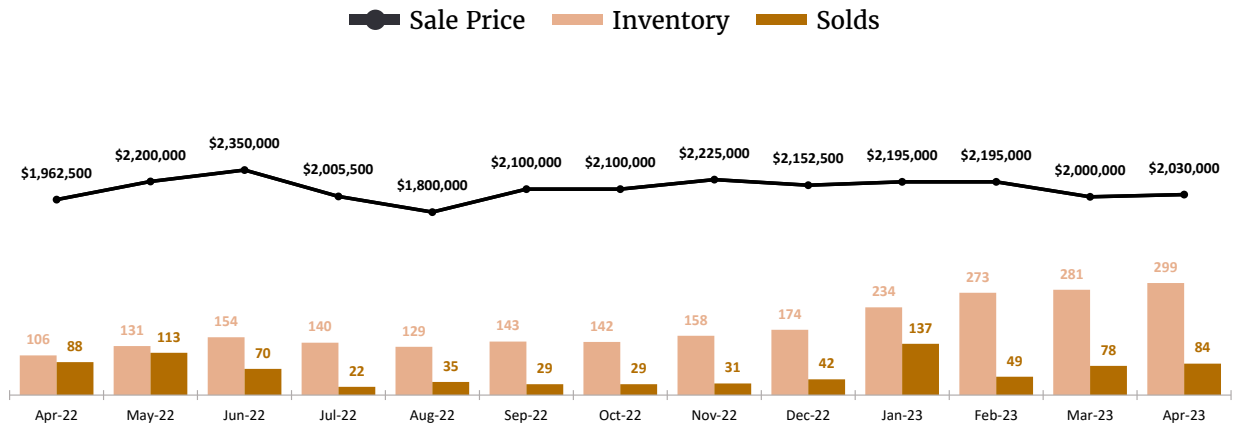 Sale Price Inventory Solds
$1,962,500 $2,200,000 $2,350,000 $2,005,500 $1,800,000 $2,100,000 $2,100,000 $2,225,000 $2,152,500 $2,195,000 $2,195,000 $2,000,000 $2,030,000
106 88 131 113 154 70 140 22 129 35 143 29 142 29 158 31 174 42 234 137 273 49 281 78 299 84
Apr-22 May-22 Jun-22 Jul-22 Aug-22 Sep-22 Oct-22 Nov-22 Dec-22 Jan-23 Feb-23 Mar-23 Apr-23